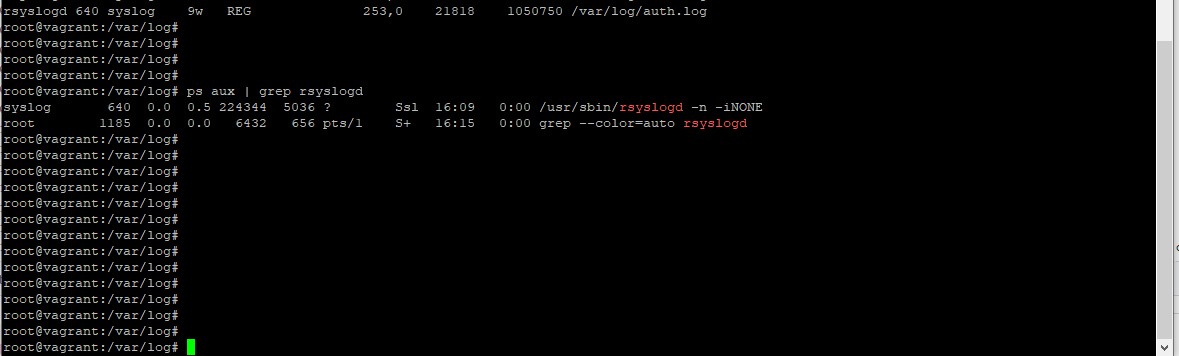 rsyslogd 640 syslog    9w   REG              253,0    21818    1050750 /var/log/auth.log
root@vagrant:/var/log#
root@vagrant:/var/log#
root@vagrant:/var/log#
root@vagrant:/var/log#
root@vagrant:/var/log# ps aux | grep rsyslogd
syslog       640  0.0  0.5 224344  5036 ?        Ssl  16:09   0:00 /usr/sbin/rsyslogd -n -iNONE
root        1185  0.0  0.0   6432   656 pts/1    S+   16:15   0:00 grep --color=auto rsyslogd
root@vagrant:/var/log#
root@vagrant:/var/log#
root@vagrant:/var/log#
root@vagrant:/var/log#
root@vagrant:/var/log#
root@vagrant:/var/log#
root@vagrant:/var/log#
root@vagrant:/var/log#
root@vagrant:/var/log#
root@vagrant:/var/log#
root@vagrant:/var/log#
root@vagrant:/var/log#
root@vagrant:/var/log#
root@vagrant:/var/log#